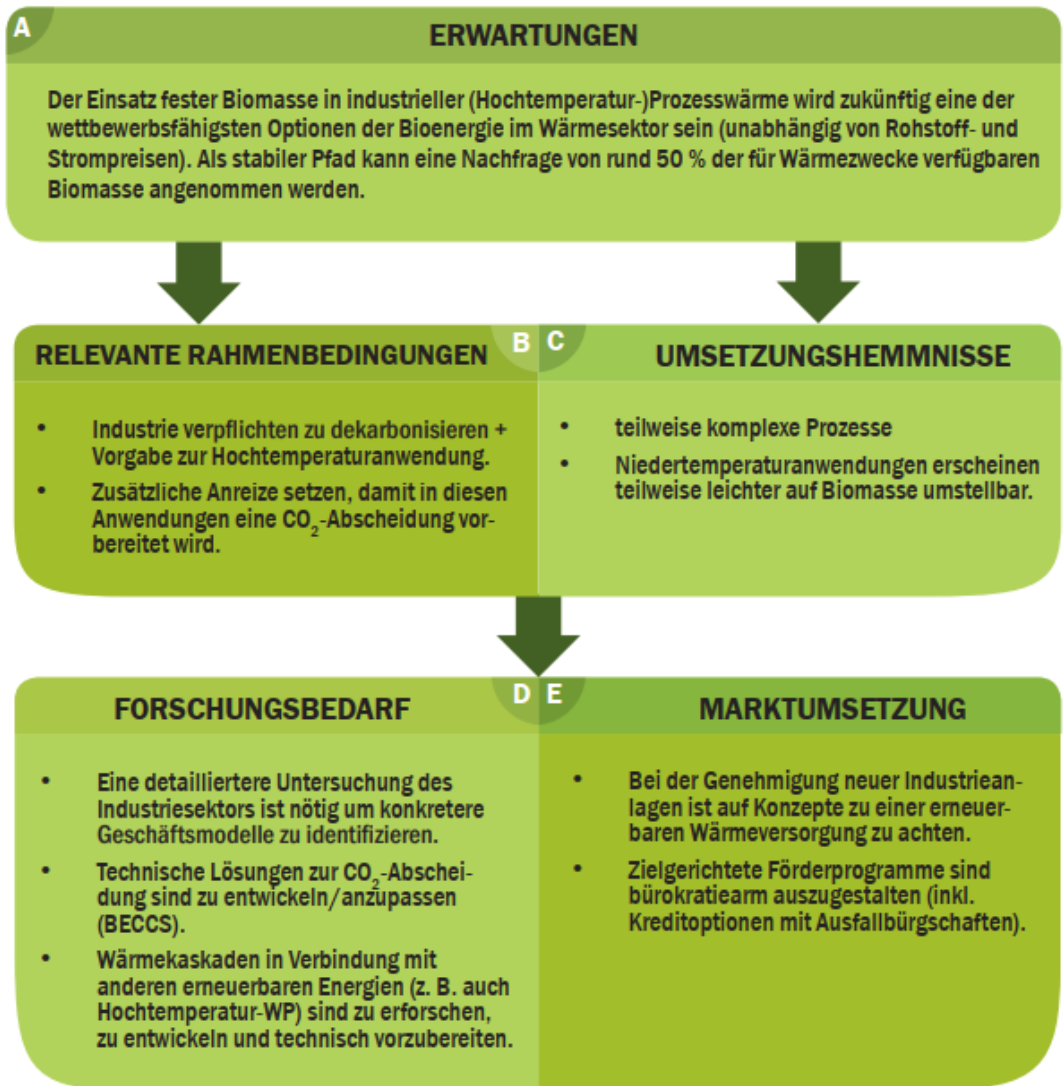 A
ERWARTUNGEN
Der Einsatz fester Biomasse in industrieller (Hochtemperatur-)Prozesswärme wird zukünftig eine der
wettbewerbsfähigsten Optionen der Bioenergie im Wärmesektor sein (unabhängig von Rohstoff- und
Strompreisen). Als stabiler Pfad kann eine Nachfrage von rund 50 % der für Wärmezwecke verfügbaren
Biomasse angenommen werden.
B
RELEVANTE RAHMENBEDINGUNGEN
• Industrie verpflichten zu dekarbonisieren +
Vorgabe zur Hochtemperaturanwendung.
• Zusätzliche Anreize setzen, damit in diesen
Anwendungen eine CO₂-Abscheidung vor-
bereitet wird.
C
UMSETZUNGSHEMMNISSE
• teilweise komplexe Prozesse
• Niedertemperaturanwendungen erscheinen
teilweise leichter auf Biomasse umstellbar.
D
FORSCHUNGSBEDARF
• Eine detailliertere Untersuchung des
Industriesektors ist nötig um konkretere
Geschäftsmodelle zu identifizieren.
• Technische Lösungen zur CO₂-Abschei-
dung sind zu entwickeln/anzupassen
(BECCS).
• Wärmekaskaden in Verbindung mit
anderen erneuerbaren Energien (z. B. auch
Hochtemperatur-WP) sind zu erforschen,
zu entwickeln und technisch vorzubereiten.
E
MARKTUMSETZUNG
• Bei der Genehmigung neuer Industriean-
lagen ist auf Konzepte zu einer erneuer-
baren Wärmeversorgung zu achten.
• Zielgerichtete Förderprogramme sind
bürokratiearm auszugestalten (inkl.
Kreditoptionen mit Ausfallbürgschaften).